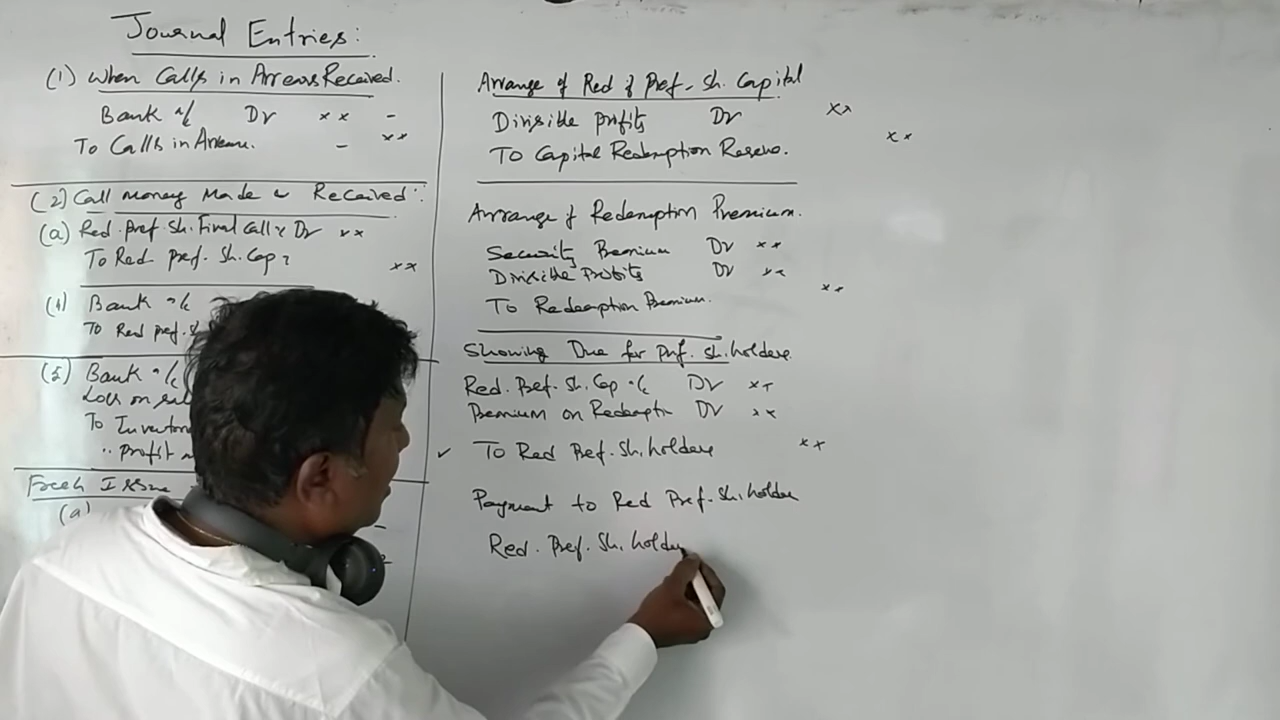 Journal Entries:
(1) When Calls in Arrears Received.
Bank a/c Dr xx -
To Calls in Arrears. - xx
(2) Call money Made & Received:
(a) Red. Pref. Sh. Final Call Dr xx
To Red pref. Sh. Cap xx
(4) Bank a/c
To Red pref.
(5) Bank a/c
Loss on
To
" profit
Fresh Issue
(a) -
Arrange of Red of Pref. Sh. Capital
Divisible profits Dr xx
To Capital Redemption Reserve. xx
Arrange of Redemption Premium.
Security Premium Dr xx
Divisible Profits Dr xx
To Redemption Premium. xx
Showing Due for Pref. Sh. holders.
Red. Pref. Sh. Cap a/c Dr xx
Premium on Redemptn Dr xx
✓ To Red Pref. Sh. holders xx
Payment to Red Pref. Sh. holder
Red. Pref. Sh. holde